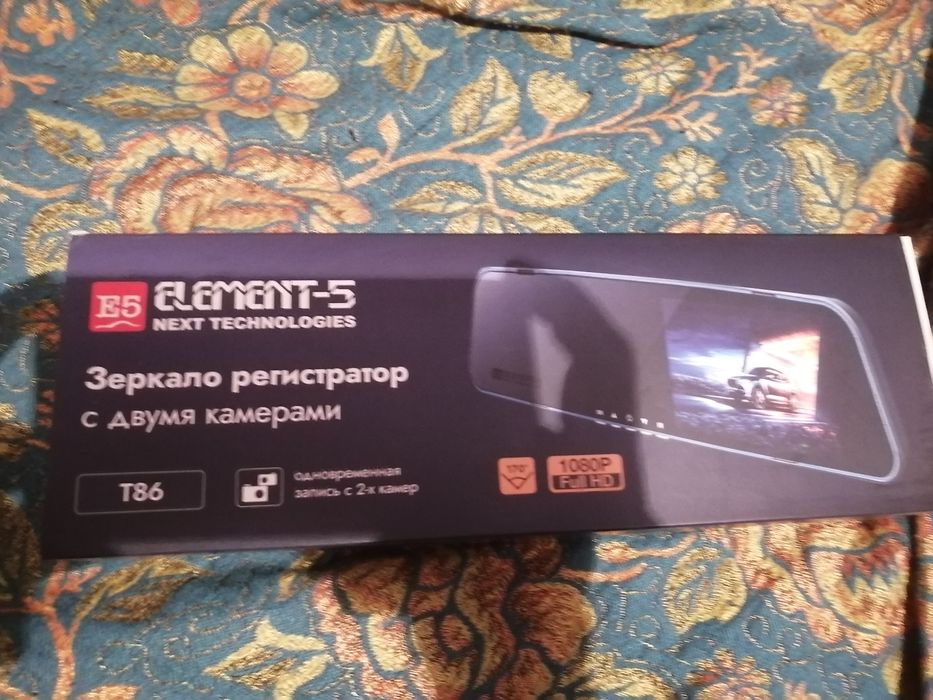 E5
ELEMENT-5
NEXT TECHNOLOGIES
Зеркало регистратор
с двумя камерами
T86
одновременная
запись с 2-х камер
170°
1080P
Full HD